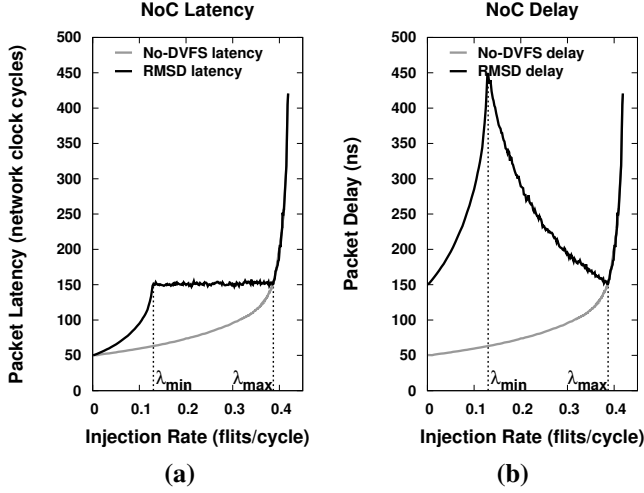 NoC Latency
No-DVFS latency
RMSD latency
Packet Latency (network clock cycles)
500
450
400
350
300
250
200
150
100
50
0
λmin
λmax
0 0.1 0.2 0.3 0.4
Injection Rate (flits/cycle)
(a)
NoC Delay
No-DVFS delay
RMSD delay
Packet Delay (ns)
500
450
400
350
300
250
200
150
100
50
0
λmin
λmax
0 0.1 0.2 0.3 0.4
Injection Rate (flits/cycle)
(b)